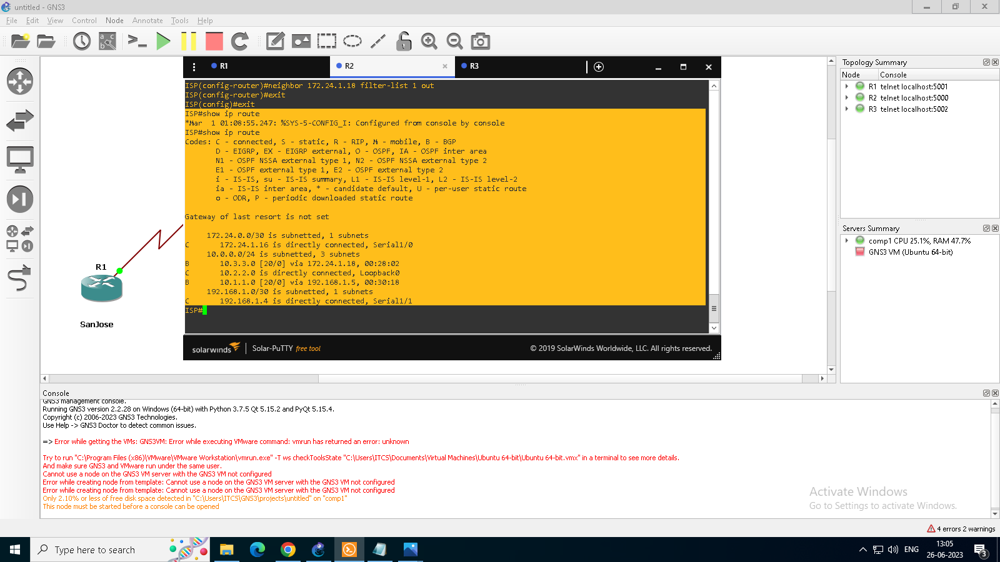 untitled - GNS3
File Edit View Control Node Annotate Tools Help
R1 R2 R3
ISP(config-router)#neighbor 172.24.1.18 filter-list 1 out
ISP(config-router)#exit
ISP(config)#exit
ISP#show ip route
*Mar  1 01:08:55.247: %SYS-5-CONFIG_I: Configured from console by console
ISP#show ip route
Codes: C - connected, S - static, R - RIP, M - mobile, B - BGP
D - EIGRP, EX - EIGRP external, O - OSPF, IA - OSPF inter area
N1 - OSPF NSSA external type 1, N2 - OSPF NSSA external type 2
E1 - OSPF external type 1, E2 - OSPF external type 2
i - IS-IS, su - IS-IS summary, L1 - IS-IS level-1, L2 - IS-IS level-2
ia - IS-IS inter area, * - candidate default, U - per-user static route
o - ODR, P - periodic downloaded static route
Gateway of last resort is not set
172.24.0.0/30 is subnetted, 1 subnets
C 172.24.1.16 is directly connected, Serial1/0
10.0.0.0/24 is subnetted, 3 subnets
B 10.3.3.0 [20/0] via 172.24.1.18, 00:28:02
C 10.2.2.0 is directly connected, Loopback0
B 10.1.1.0 [20/0] via 192.168.1.5, 00:30:18
192.168.1.0/30 is subnetted, 1 subnets
C 192.168.1.4 is directly connected, Serial1/1
ISP#
solarwinds Solar-PuTTY free tool © 2019 SolarWinds Worldwide, LLC. All rights reserved.
R1
SanJose
Topology Summary
Node Console
R1 telnet localhost:5001
R2 telnet localhost:5000
R3 telnet localhost:5002
Servers Summary
comp1 CPU 25.1%, RAM 47.7%
GNS3 VM (Ubuntu 64-bit)
Console
GNS3 management console.
Running GNS3 version 2.2.28 on Windows (64-bit) with Python 3.7.5 Qt 5.15.2 and PyQt 5.15.4.
Copyright (c) 2006-2023 GNS3 Technologies.
Use Help -> GNS3 Doctor to detect common issues.
=> Error while getting the VMs: GNS3VM: Error while executing VMware command: vmrun has returned an error: unknown
Try to run "C:\Program Files (x86)\VMware\VMware Workstation\vmrun.exe" -T ws checkToolsState "C:\Users\ITCS\Documents\Virtual Machines\Ubuntu 64-bit\Ubuntu 64-bit.vmx" in a terminal to see more details.
And make sure GNS3 and VMware run under the same user.
Cannot use a node on the GNS3 VM server with the GNS3 VM not configured
Error while creating node from template: Cannot use a node on the GNS3 VM server with the GNS3 VM not configured
Error while creating node from template: Cannot use a node on the GNS3 VM server with the GNS3 VM not configured
Only 2.10% or less of free disk space detected in "C:\Users\ITCS\GNS3\projects\untitled" on "comp1"
This node must be started before a console can be opened
Activate Windows
Go to Settings to activate Windows.
4 errors 2 warnings
Type here to search
ENG
13:05
26-06-2023
3